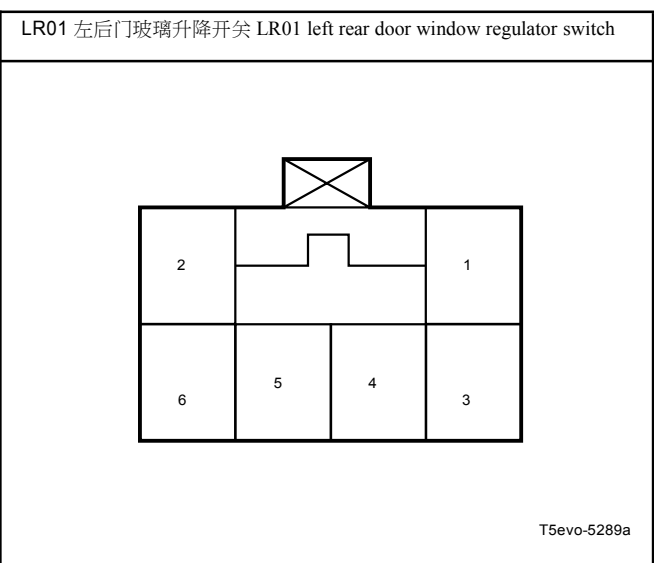 LR01 左后门玻璃升降开关 LR01 left rear door window regulator switch
2 1
6 5 4 3
T5evo-5289a